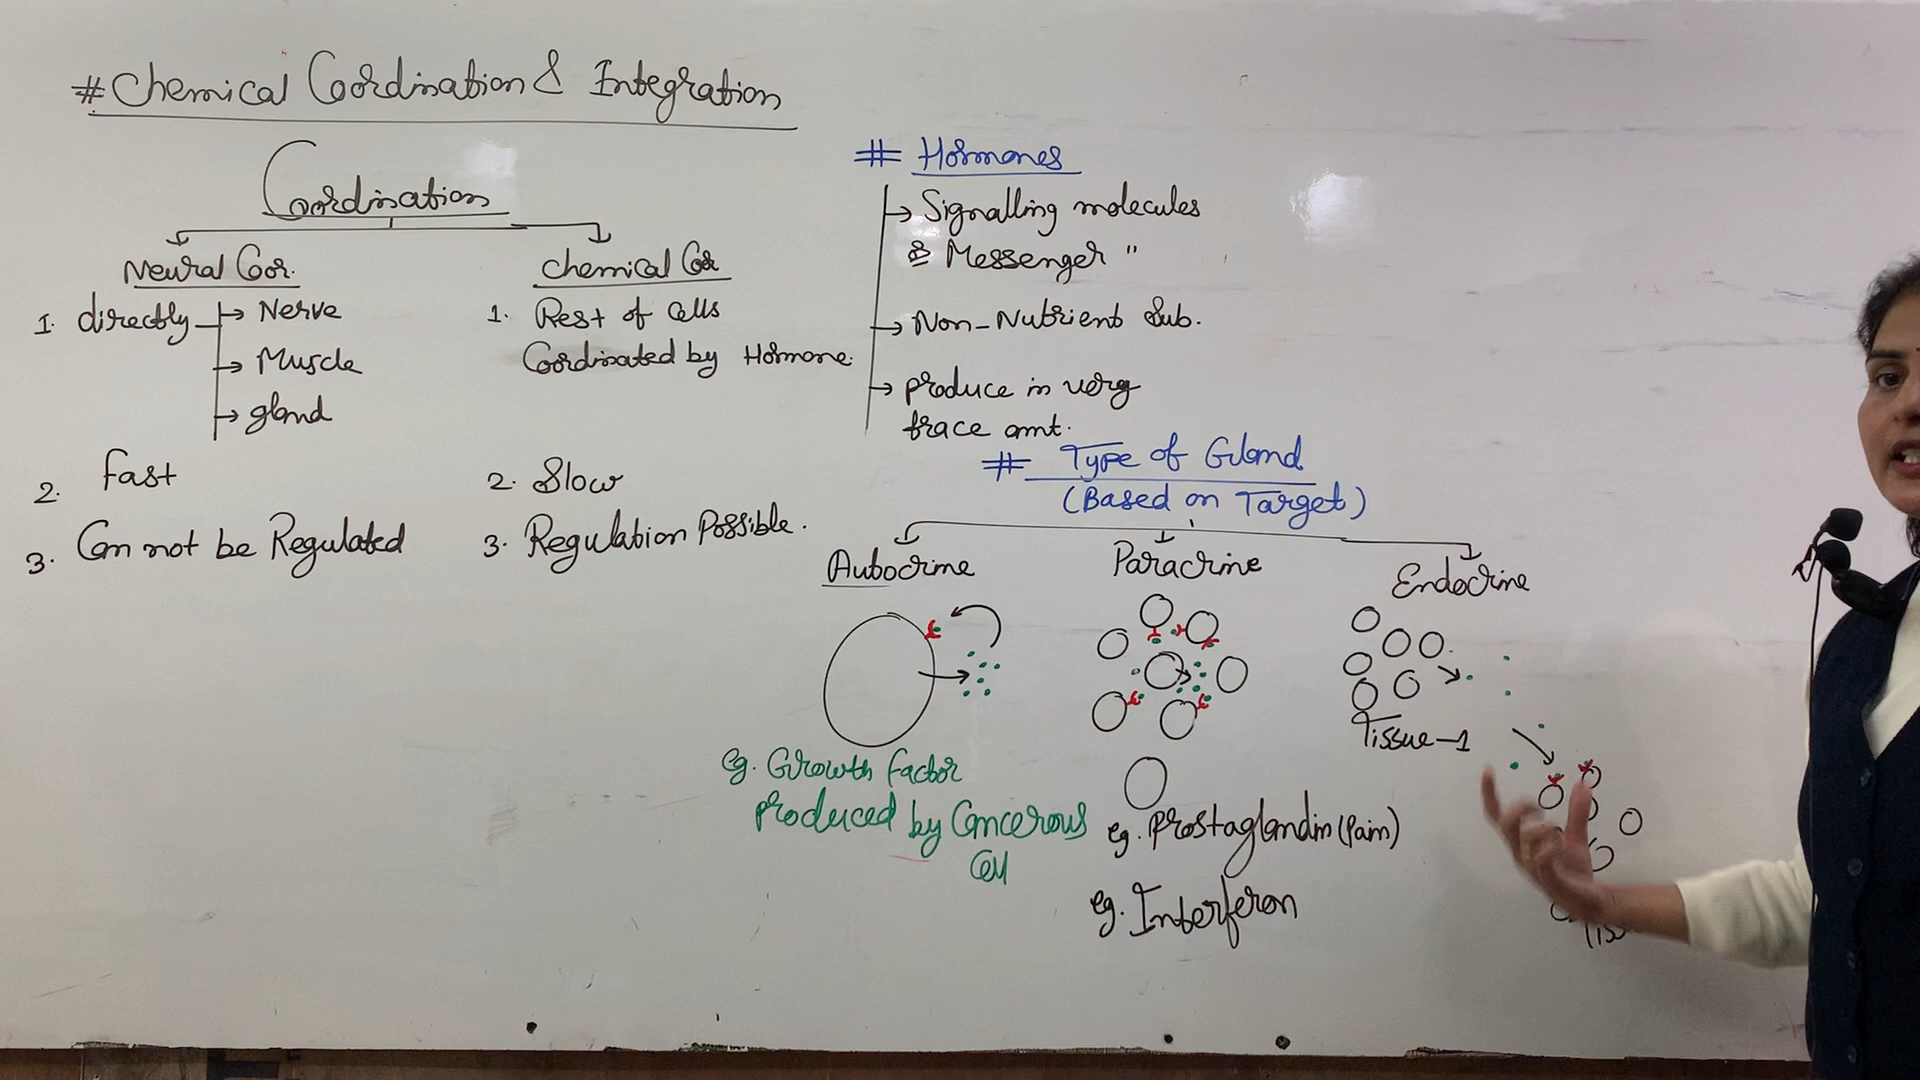 # Chemical Coordination & Integration
Coordination
Neural Cor.
1. directly → Nerve
→ Muscle
→ gland
2. fast
3. Can not be Regulated
Chemical Cor
1. Rest of Cells
Coordinated by Hormone.
2. Slow
3. Regulation Possible.
# Hormones
→ Signalling molecules
& Messenger "
→ Non-Nutrient Sub.
→ produce in very
trace amt.
# Type of Gland
(Based on Target)
Autocrine
eg. Growth factor
produced by Cancerous
Cell
Paracrine
eg. prostaglandin (pain)
eg. Interferon
Endocrine
Tissue-1